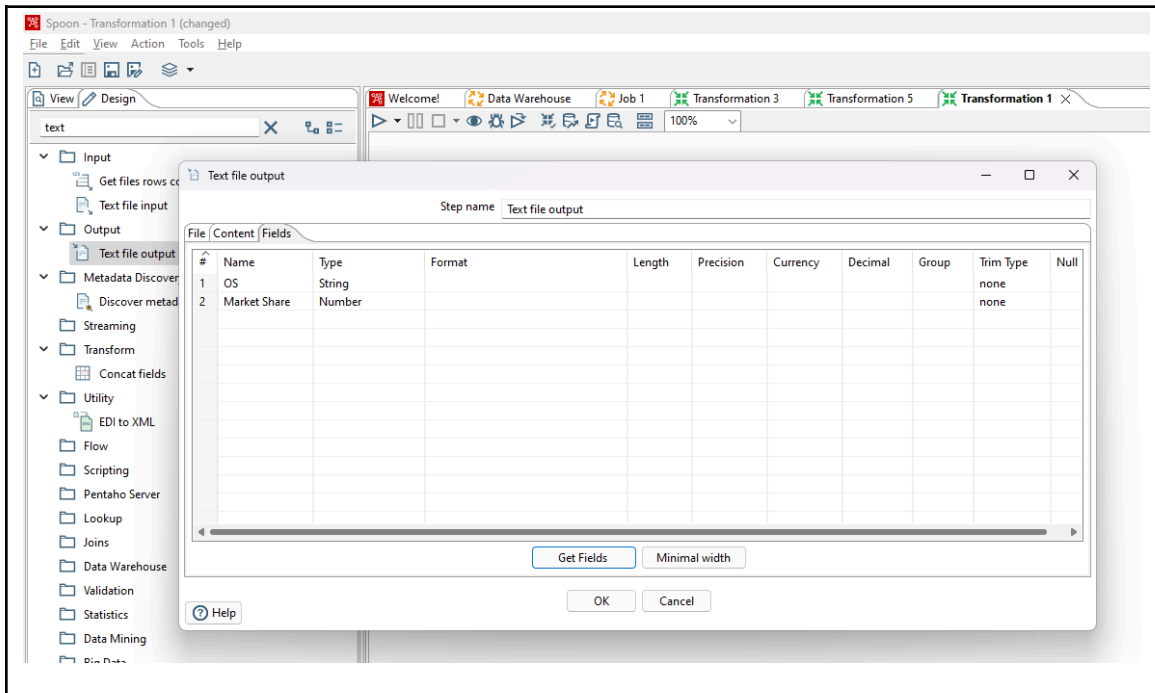 Spoon - Transformation 1 (changed)
File Edit View Action Tools Help
View Design
Welcome! Data Warehouse Job 1 Transformation 3 Transformation 5 Transformation 1
text
100%
Input
Get files rows
Text file input
Output
Text file output
Metadata Discover
Discover metad
Streaming
Transform
Concat fields
Utility
EDI to XML
Flow
Scripting
Pentaho Server
Lookup
Joins
Data Warehouse
Validation
Statistics
Data Mining
Big Data
Text file output
Step name Text file output
File Content Fields
# Name Type Format Length Precision Currency Decimal Group Trim Type Null
1 OS String none
2 Market Share Number none
Get Fields Minimal width
OK Cancel
Help